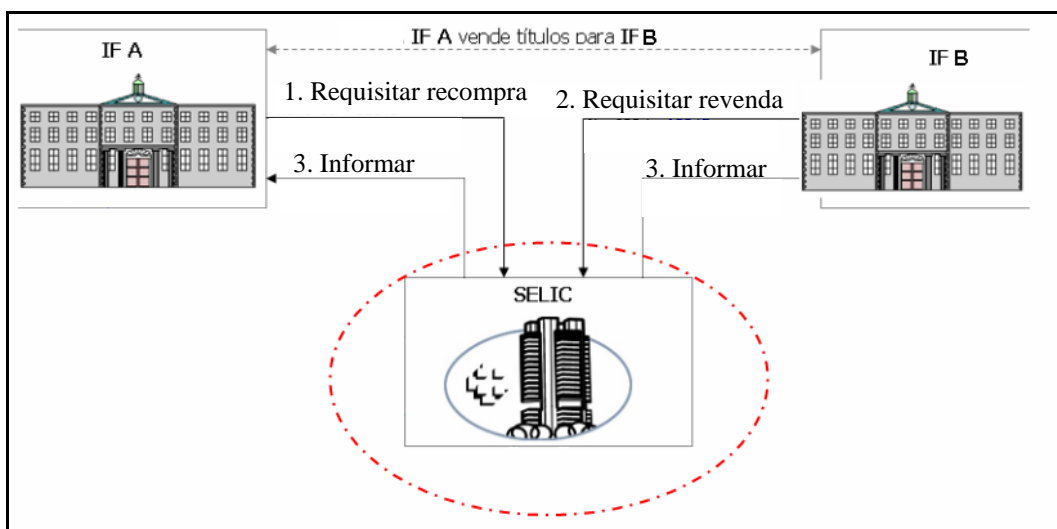 IF A vende títulos para IF B
IF A
IF B
1. Requisitar recompra
2. Requisitar revenda
3. Informar
3. Informar
SELIC